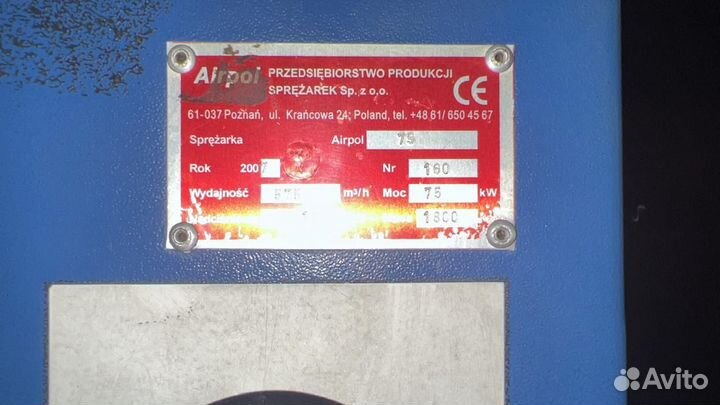 Airpol PRZEDSIĘBIORSTWO PRODUKCJI
SPRĘŻAREK Sp. z o.o.
CE
61-037 Poznań, ul. Krańcowa 24; Poland, tel. +48 61/ 650 45 67
Sprężarka Airpol 75
Rok 2007 Nr 160
Wydajność m³/h Moc 75 kW
1800
Avito